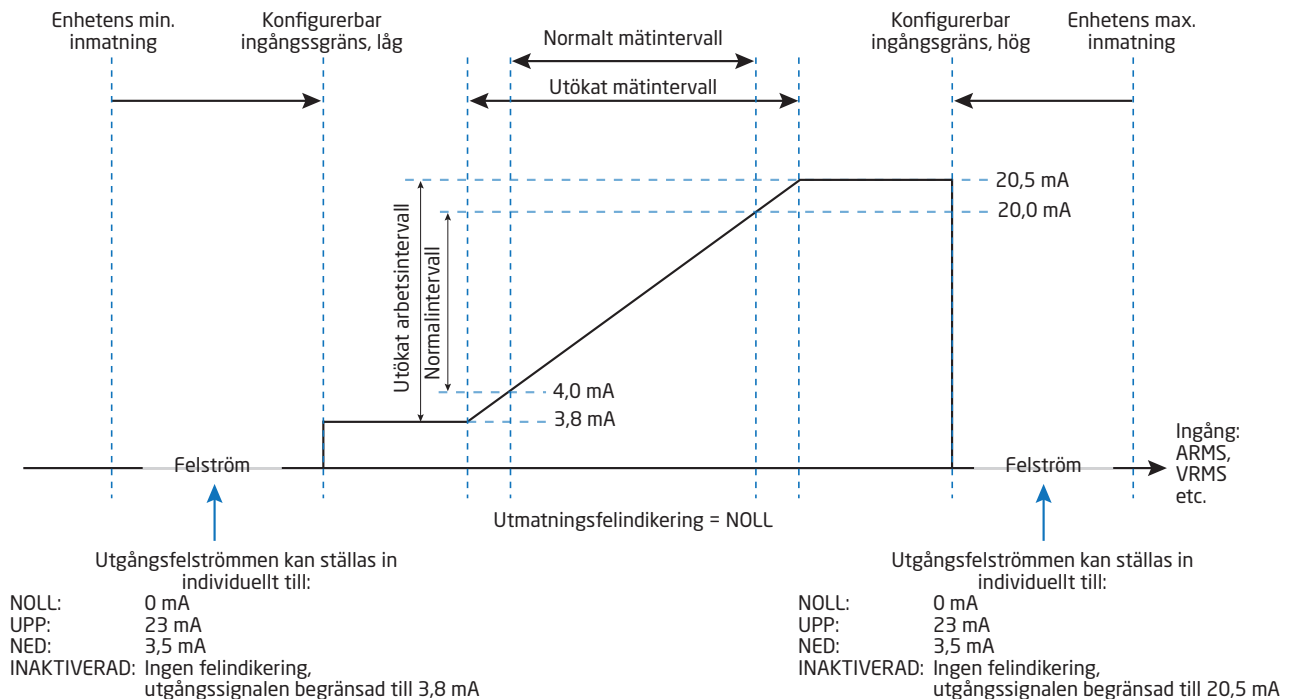 Enhetens min.
inmatning
Konfigurerbar
ingångssgräns, låg
Normalt mätintervall
Utökat mätintervall
Konfigurerbar
ingångsgräns, hög
Enhetens max.
inmatning
20,5 mA
20,0 mA
Utökat arbetsintervall
Normalintervall
4,0 mA
3,8 mA
Felström
Felström
Ingång:
ARMS,
VRMS
etc.
Utmatningsfelindikering = NOLL
Utgångsfelströmmen kan ställas in
individuellt till:
NOLL: 0 mA
UPP: 23 mA
NED: 3,5 mA
INAKTIVERAD: Ingen felindikering,
utgångssignalen begränsad till 3,8 mA
Utgångsfelströmmen kan ställas in
individuellt till:
NOLL: 0 mA
UPP: 23 mA
NED: 3,5 mA
INAKTIVERAD: Ingen felindikering,
utgångssignalen begränsad till 20,5 mA